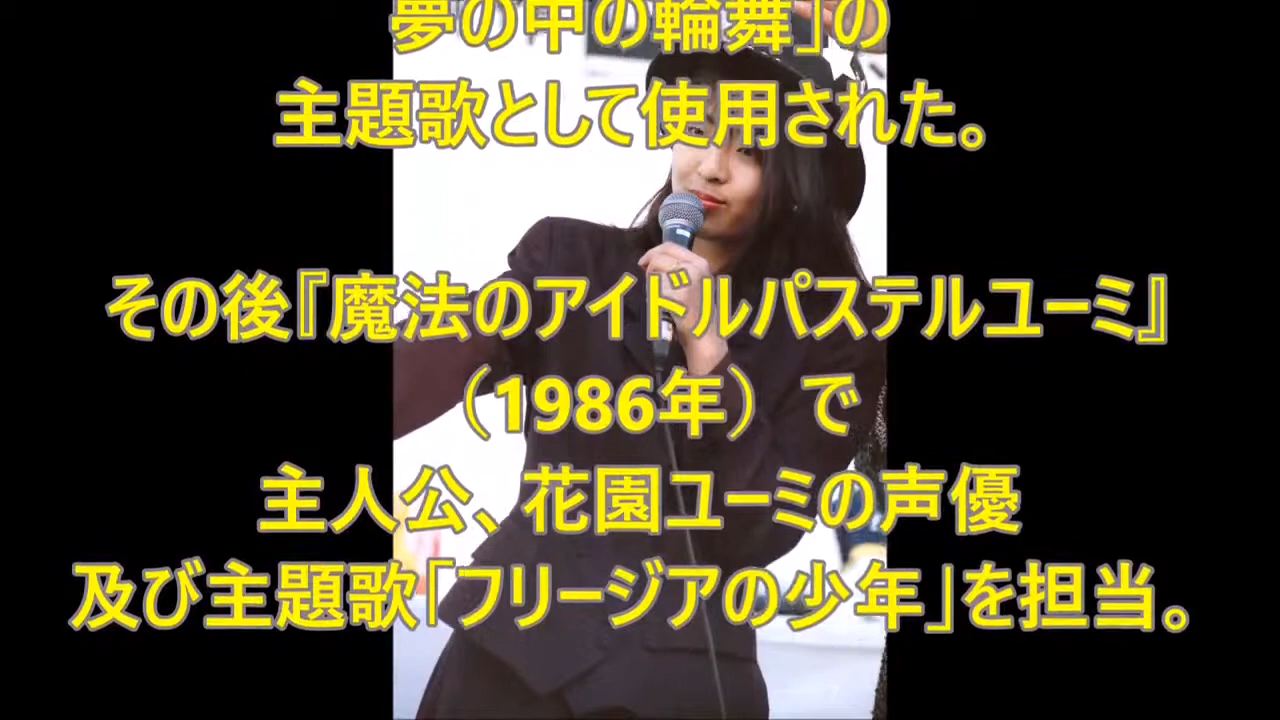 夢の中の輪舞」の
主題歌として使用された。
その後『魔法のアイドルパステルユーミ』
（1986年）で
主人公、花園ユーミの声優
及び主題歌「フリージアの少年」を担当。